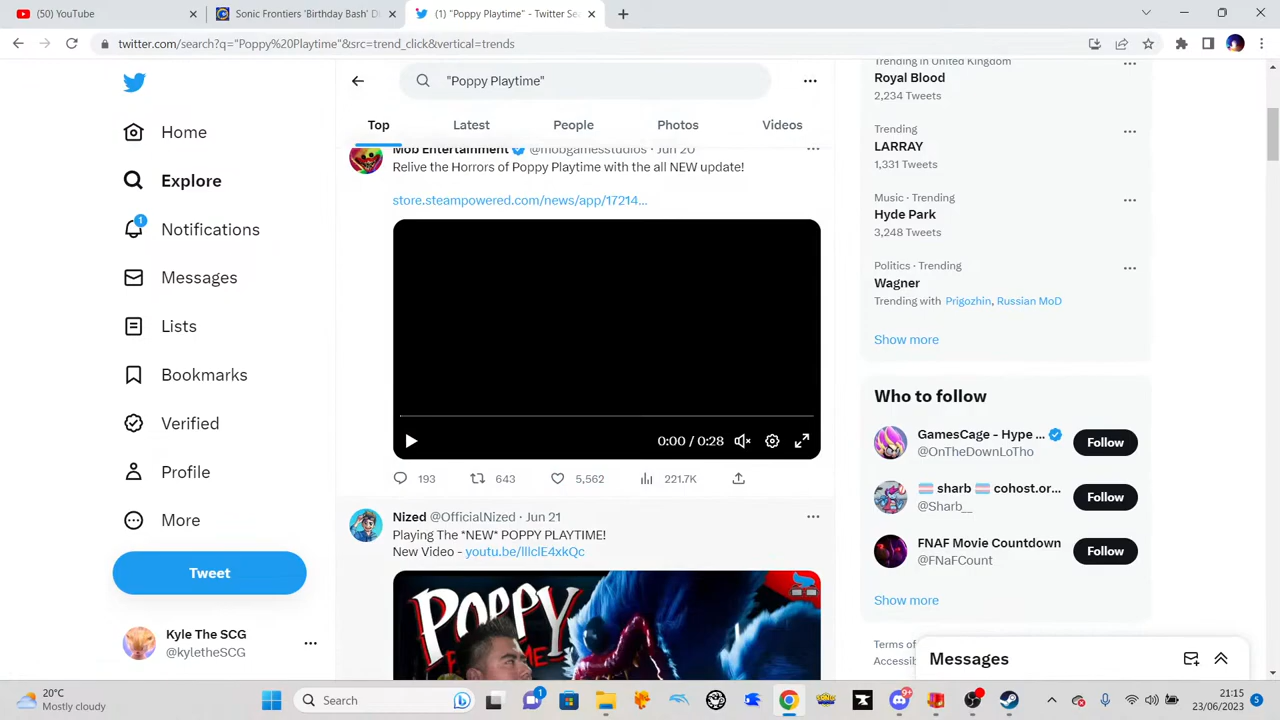 (50) YouTube
Sonic Frontiers 'Birthday Bash' D
(1) "Poppy Playtime" - Twitter Se
twitter.com/search?q="Poppy%20Playtime"&src=trend_click&vertical=trends
Home
Explore
1
Notifications
Messages
Lists
Bookmarks
Verified
Profile
More
Tweet
Kyle The SCG
@kyletheSCG
"Poppy Playtime"
Top
Latest
People
Photos
Videos
Mob Entertainment @mobgamesstudios · Jun 20
Relive the Horrors of Poppy Playtime with the all NEW update!
store.steampowered.com/news/app/17214...
0:00 / 0:28
193
643
5,562
221.7K
Nized @OfficialNized · Jun 21
Playing The *NEW* POPPY PLAYTIME!
New Video - youtu.be/lllclE4xkQc
POPPY
Trending in United Kingdom
Royal Blood
2,234 Tweets
Trending
LARRAY
1,331 Tweets
Music · Trending
Hyde Park
3,248 Tweets
Politics · Trending
Wagner
Trending with Prigozhin, Russian MoD
Show more
Who to follow
GamesCage - Hype ...
@OnTheDownLoTho
Follow
sharb cohost.or...
@Sharb__
Follow
FNAF Movie Countdown
@FNaFCount
Follow
Show more
Terms of
Accessib
Messages
20°C
Mostly cloudy
Search
1
9+
21:15
23/06/2023
5